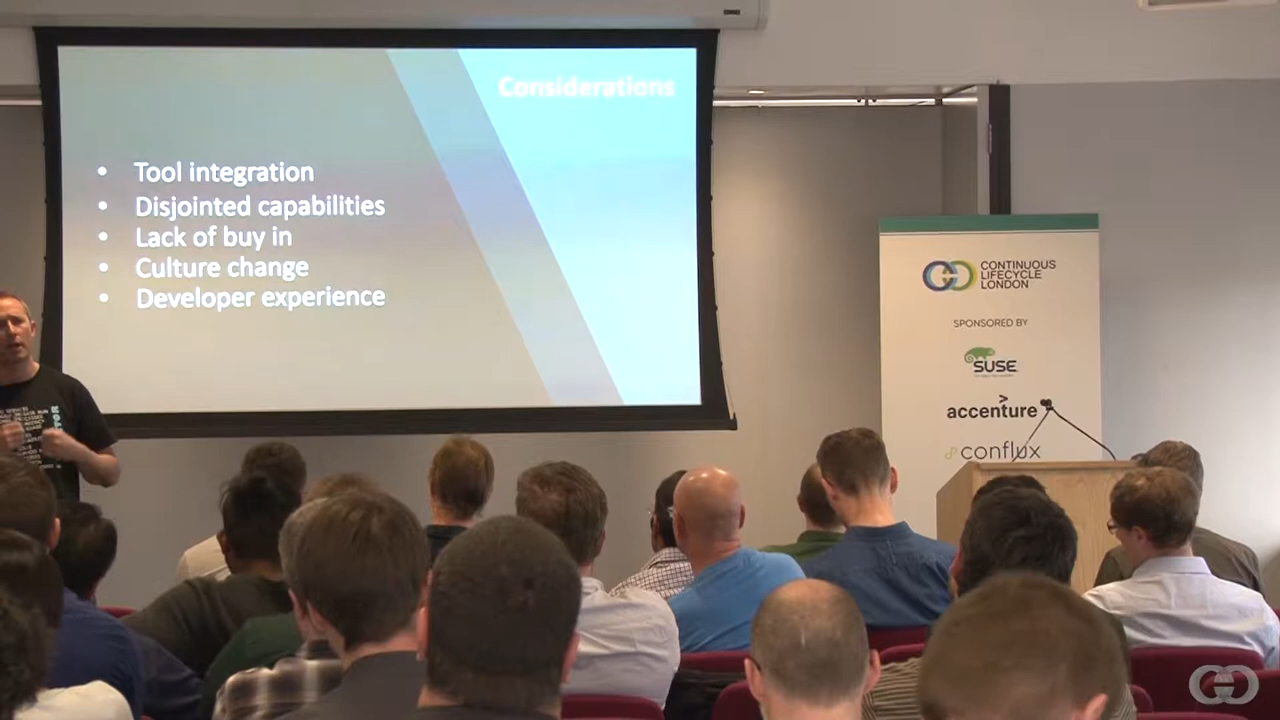 Considerations
• Tool integration
• Disjointed capabilities
• Lack of buy in
• Culture change
• Developer experience
CONTINUOUS
LIFECYCLE
LONDON
SPONSORED BY
SUSE
accenture
conflux